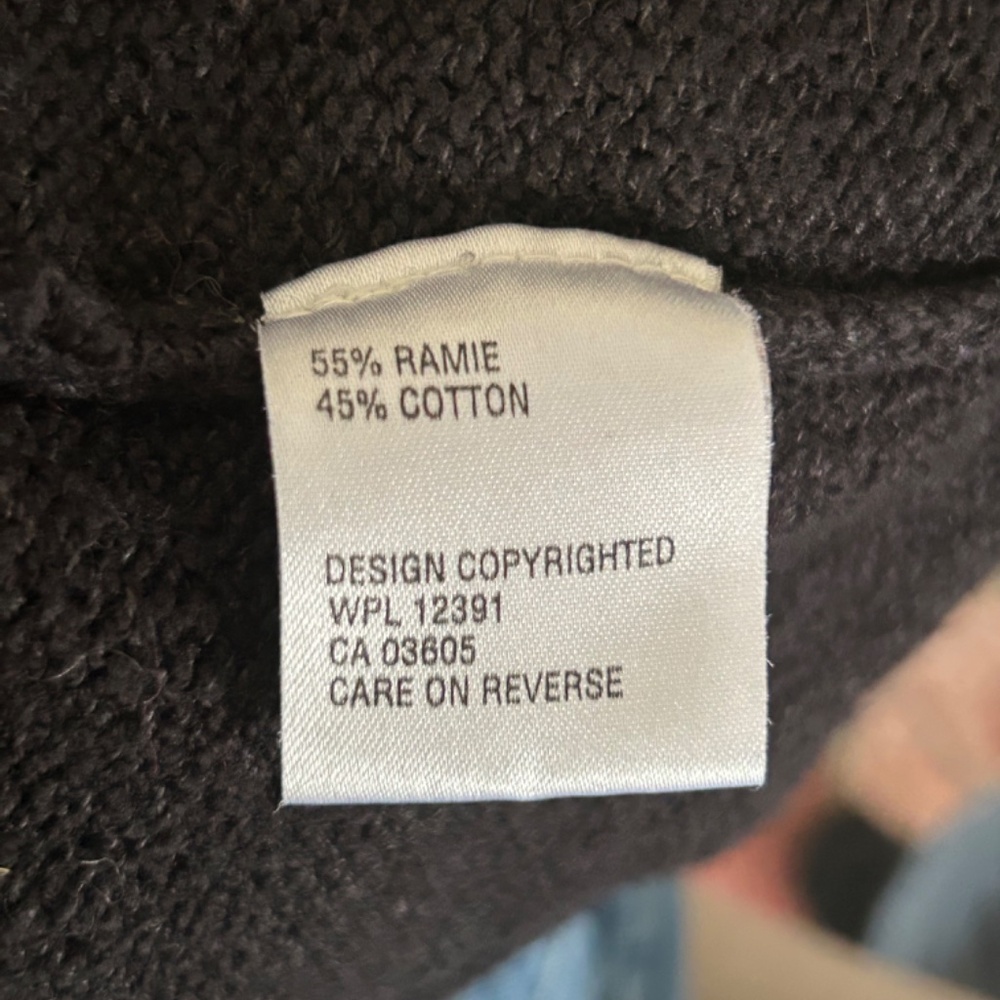 55% RAMIE
45% COTTON
DESIGN COPYRIGHTED
WPL 12391
CA 03605
CARE ON REVERSE